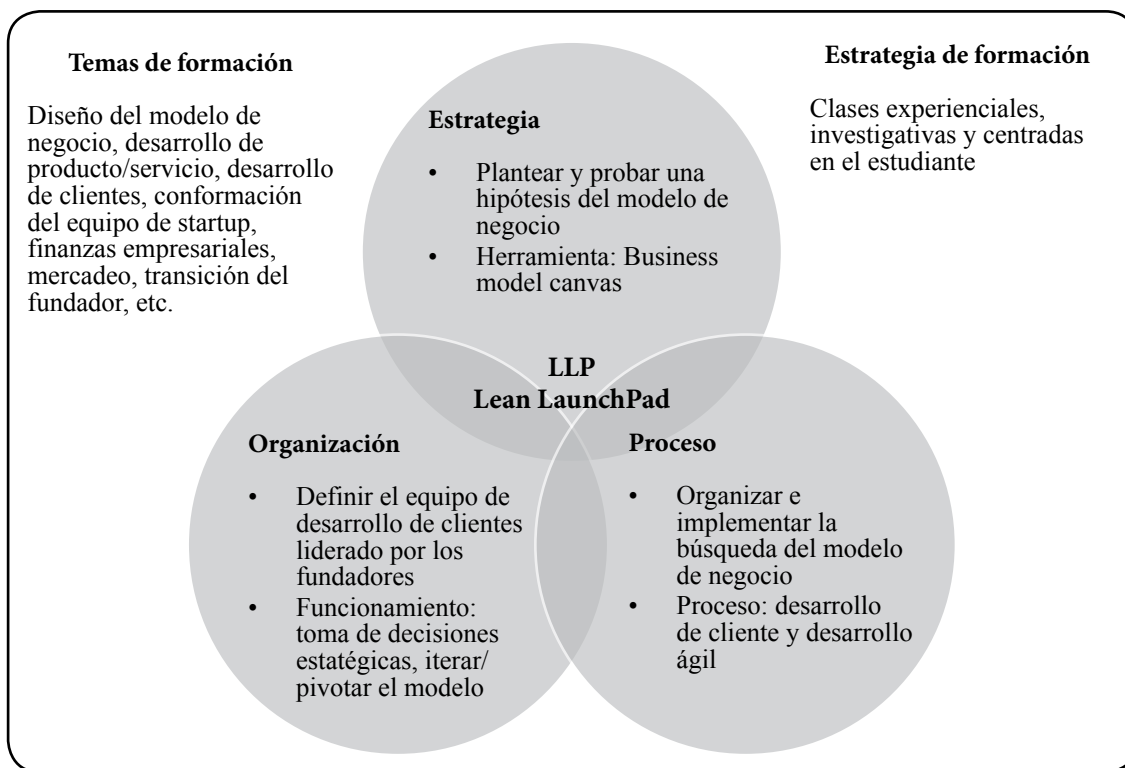 Temas de formación
Diseño del modelo de
negocio, desarrollo de
producto/servicio, desarrollo
de clientes, conformación
del equipo de startup,
finanzas empresariales,
mercadeo, transición del
fundador, etc.
Estrategia
• Plantear y probar una
hipótesis del modelo de
negocio
• Herramienta: Business
model canvas
Estrategia de formación
Clases experienciales,
investigativas y centradas
en el estudiante
LLP
Lean LaunchPad
Organización
• Definir el equipo de
desarrollo de clientes
liderado por los
fundadores
• Funcionamiento:
toma de decisiones
estatégicas, iterar/
pivotar el modelo
Proceso
• Organizar e
implementar la
búsqueda del modelo
de negocio
• Proceso: desarrollo
de cliente y desarrollo
ágil